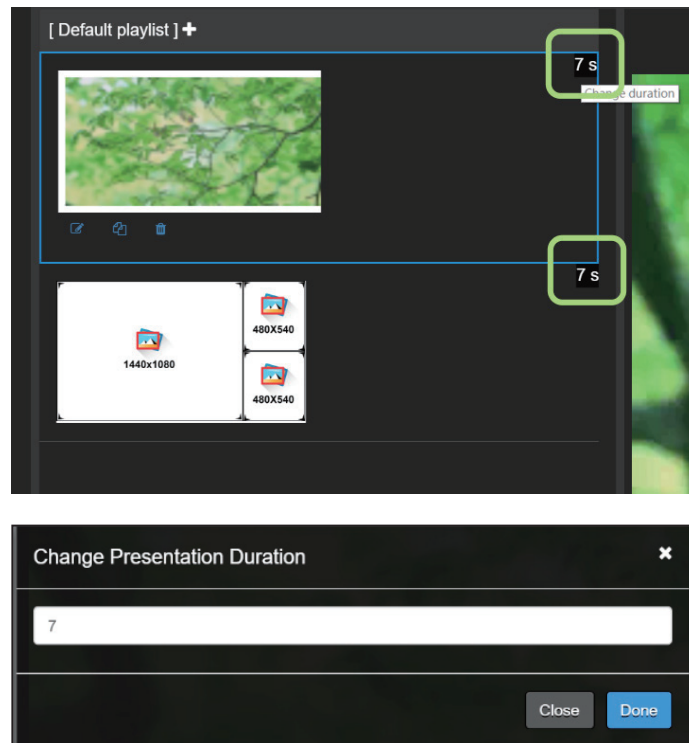 [ Default playlist ] +
7 s
Change duration
7 s
480X540
1440x1080
480X540
Change Presentation Duration
7
Close Done